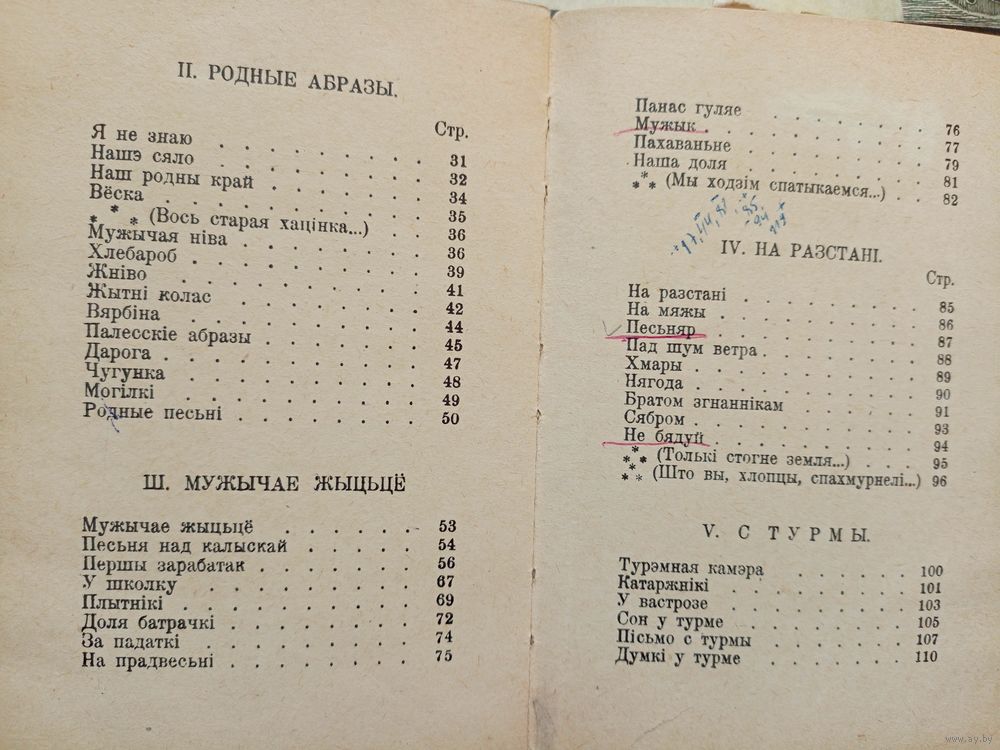 II. РОДНЫЕ АБРАЗЫ.
Стр.
Я не знаю . . . . . . . . . 31
Нашэ сяло . . . . . . . . . 32
Наш родны край . . . . . . . 34
Вёска . . . . . . . . . . 35
* * * (Вось старая хацінка...) . . 36
Мужычая ніва . . . . . . . . 36
Хлебароб . . . . . . . . . 39
Жніво . . . . . . . . . . 41
Жытні колас . . . . . . . . 42
Вярбіна . . . . . . . . . 44
Палесскіе абразы . . . . . . 45
Дарога . . . . . . . . . . 47
Чугунка . . . . . . . . . 48
Могілкі . . . . . . . . . 49
Родные песьні . . . . . . . 50
Ш. МУЖЫЧАЕ ЖЫЦЬЦЁ
Мужычае жыцьцё . . . . . . 53
Песьня над калыскай . . . . . 54
Першы зарабатак . . . . . . 56
У школку . . . . . . . . . 67
Плытнікі . . . . . . . . . 69
Доля батрачкі . . . . . . . 72
За падаткі . . . . . . . . 74
На прадвесьні . . . . . . . 75
Панас гуляе . . . . . . . 76
Мужык . . . . . . . . . 77
Пахаваньне . . . . . . . . 79
Наша доля . . . . . . . . 81
* * * (Мы ходзім спатыкаемся...) . . 82
IV. НА РАЗСТАНІ.
Стр.
На разстані . . . . . . . . 85
На мяжы . . . . . . . . . 86
Песьняр . . . . . . . . . 87
Пад шум ветра . . . . . . . 88
Хмары . . . . . . . . . . 89
Нягода . . . . . . . . . . 90
Братом згнаннікам . . . . . . 91
Сябром . . . . . . . . . . 93
Не бядуй . . . . . . . . . 94
* * * (Толькі стогне земля...) . . . 95
* * * (Што вы, хлопцы, спахмурнелі...) 96
V. С ТУРМЫ.
Турэмная камэра . . . . . . 100
Катаржнікі . . . . . . . . 101
У вастрозе . . . . . . . . 103
Сон у турме . . . . . . . . 105
Пісьмо с турмы . . . . . . . 107
Думкі у турме . . . . . . . 110
www.ay.by